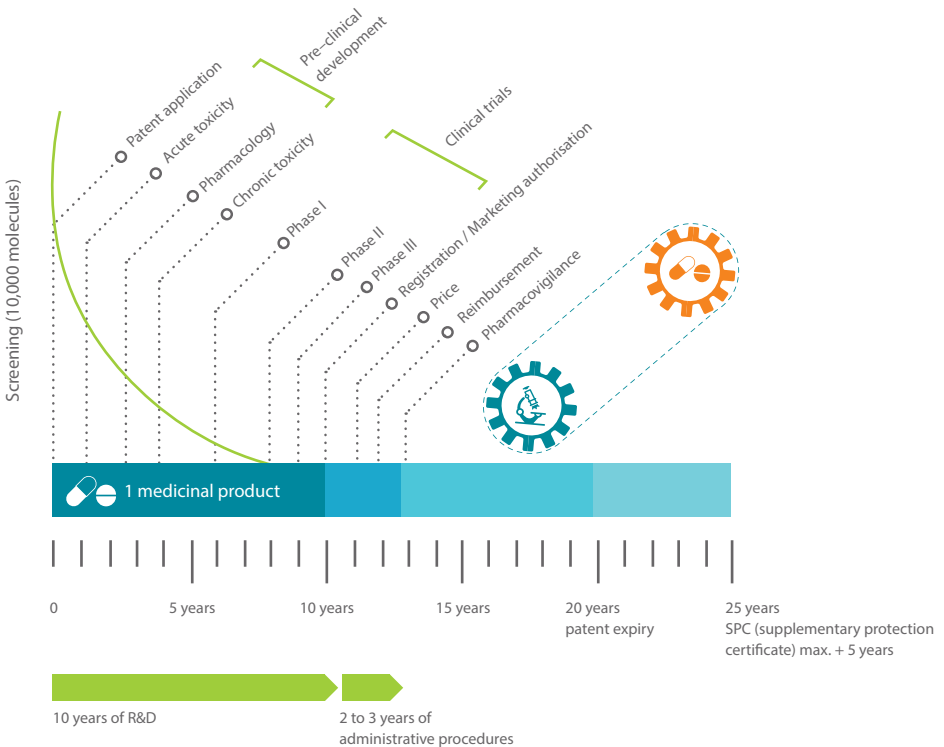 Screening (10,000 molecules)
Patent application
Acute toxicity
Pharmacology
Chronic toxicity
Pre–clinical
development
Phase I
Phase II
Phase III
Clinical trials
Registration / Marketing authorisation
Price
Reimbursement
Pharmacovigilance
1 medicinal product
0
5 years
10 years
15 years
20 years
patent expiry
25 years
SPC (supplementary protection
certificate) max. + 5 years
10 years of R&D
2 to 3 years of
administrative procedures